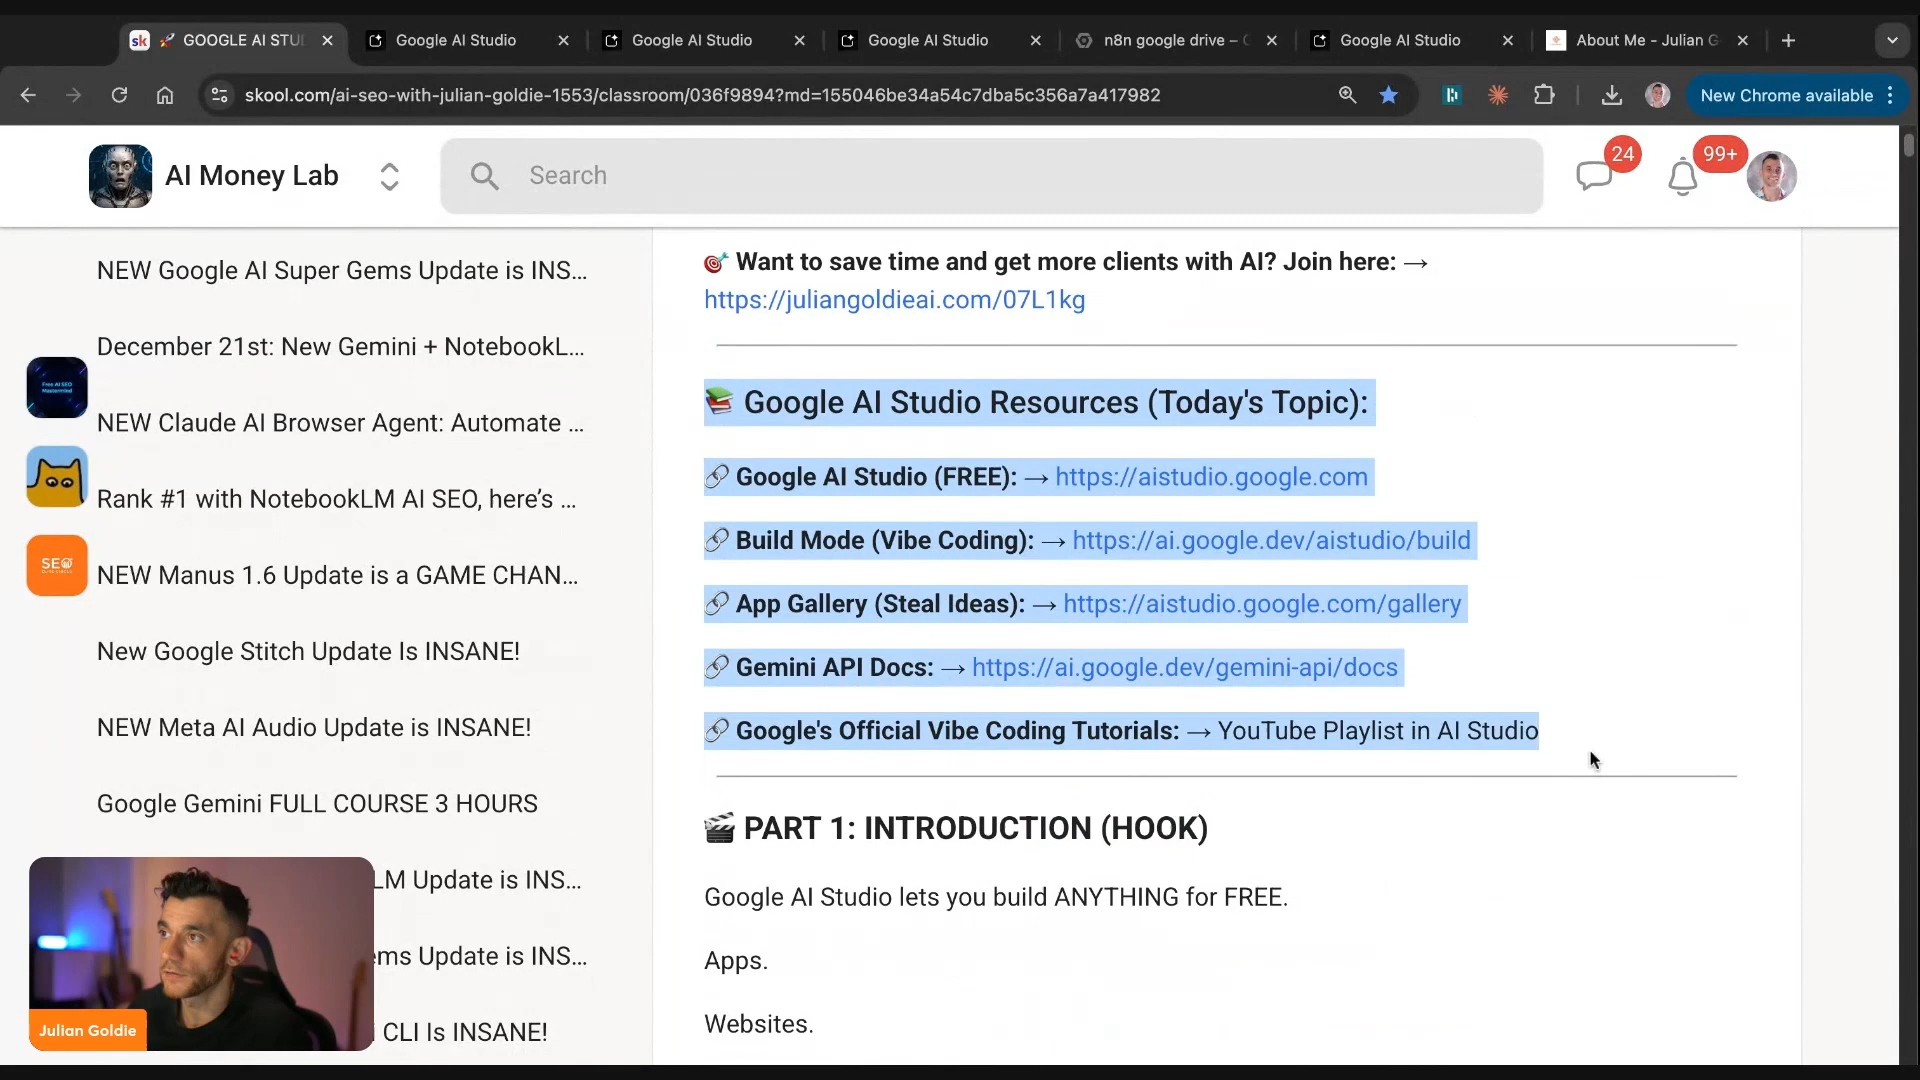 GOOGLE AI STU
Google AI Studio
Google AI Studio
Google AI Studio
n8n google drive –
Google AI Studio
About Me - Julian G
skool.com/ai-seo-with-julian-goldie-1553/classroom/036f9894?md=155046be34a54c7dba5c356a7a417982
New Chrome available
AI Money Lab
Search
24
99+
NEW Google AI Super Gems Update is INS...
December 21st: New Gemini + NotebookL...
NEW Claude AI Browser Agent: Automate ...
Rank #1 with NotebookLM AI SEO, here's ...
NEW Manus 1.6 Update is a GAME CHAN...
New Google Stitch Update Is INSANE!
NEW Meta AI Audio Update is INSANE!
Google Gemini FULL COURSE 3 HOURS
LM Update is INS...
ems Update is INS...
CLI Is INSANE!
Free AI SEO
Mastermind
SEO
Julian Goldie
🎯 Want to save time and get more clients with AI? Join here: →
https://juliangoldieai.com/07L1kg
📚 Google AI Studio Resources (Today's Topic):
🔗 Google AI Studio (FREE): → https://aistudio.google.com
🔗 Build Mode (Vibe Coding): → https://ai.google.dev/aistudio/build
🔗 App Gallery (Steal Ideas): → https://aistudio.google.com/gallery
🔗 Gemini API Docs: → https://ai.google.dev/gemini-api/docs
🔗 Google's Official Vibe Coding Tutorials: → YouTube Playlist in AI Studio
🎬 PART 1: INTRODUCTION (HOOK)
Google AI Studio lets you build ANYTHING for FREE.
Apps.
Websites.